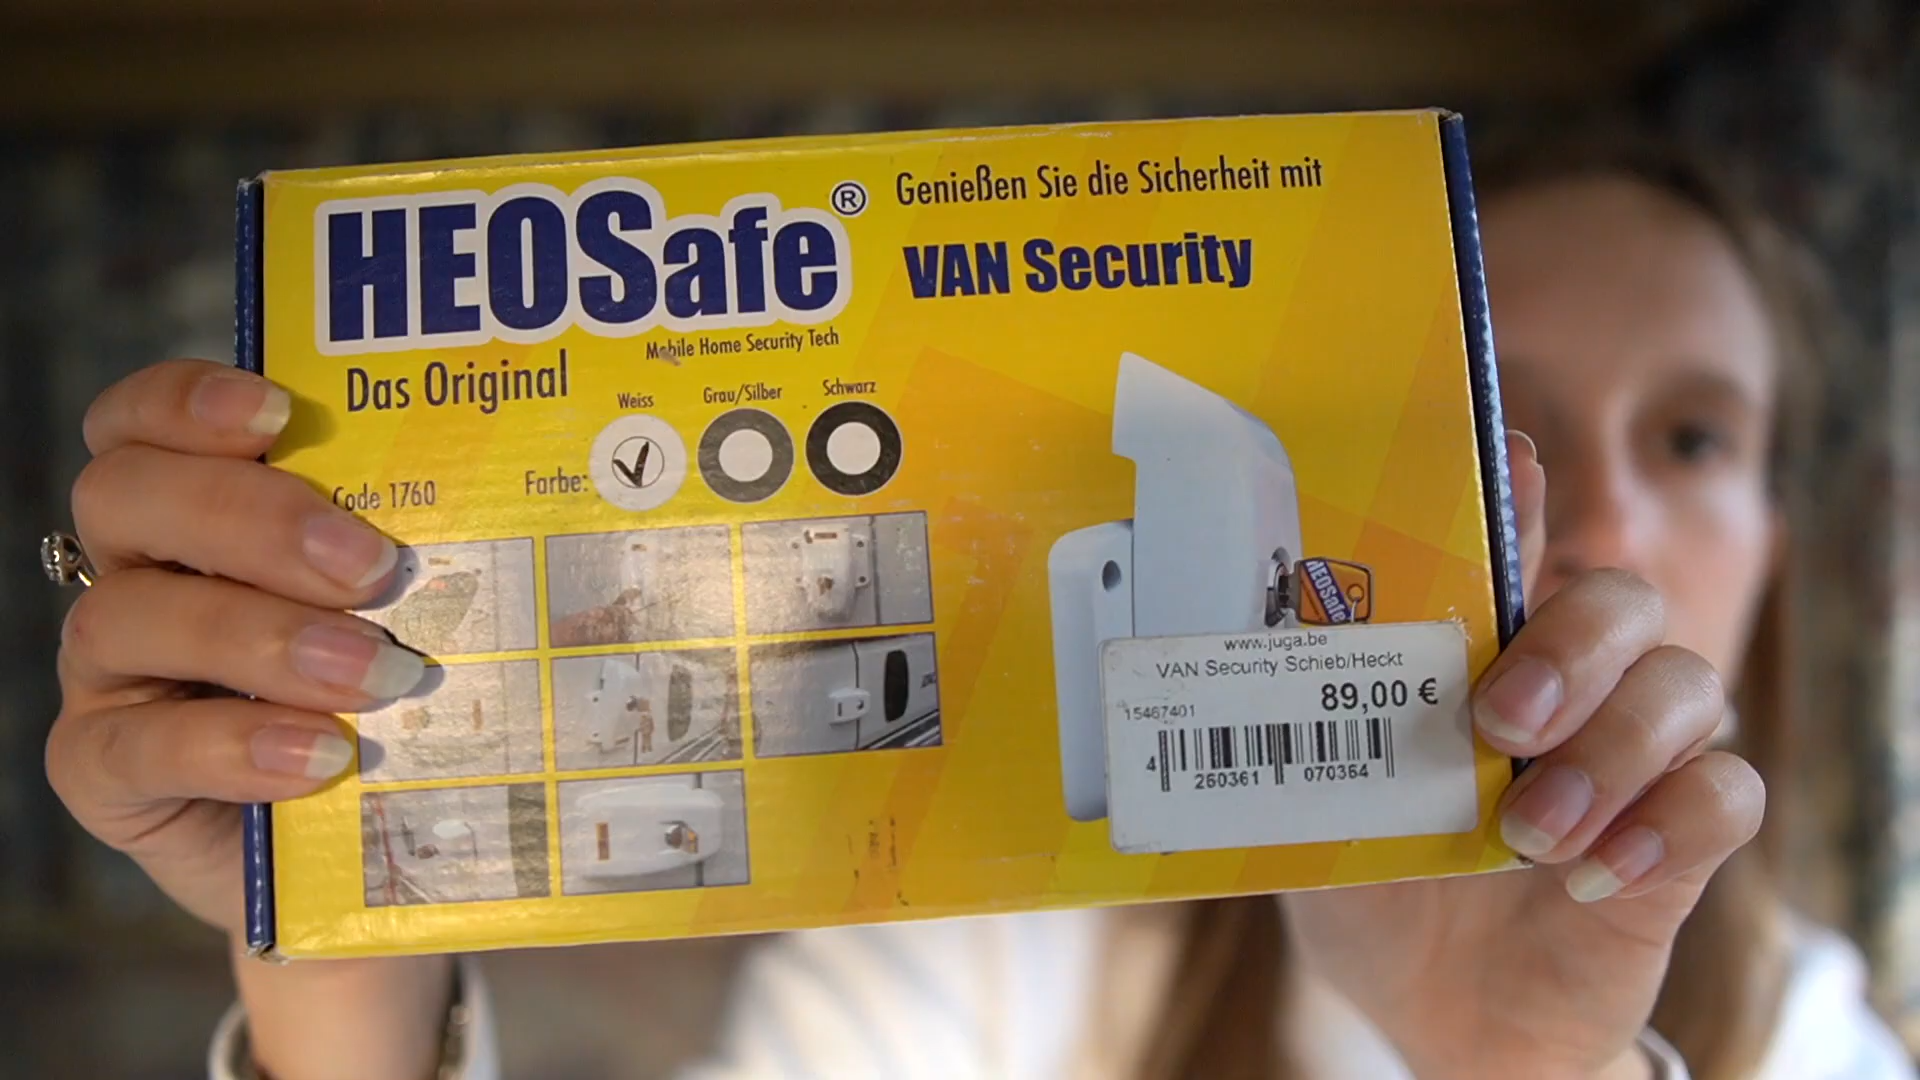 HEOSafe®
Mobile Home Security Tech
Das Original
Genießen Sie die Sicherheit mit
VAN Security
Weiss Grau/Silber Schwarz
Farbe:
Code 1760
HEOSafe
www.juga.be
VAN Security Schieb/Heckt
89,00 €
15467401
4 260361 070364